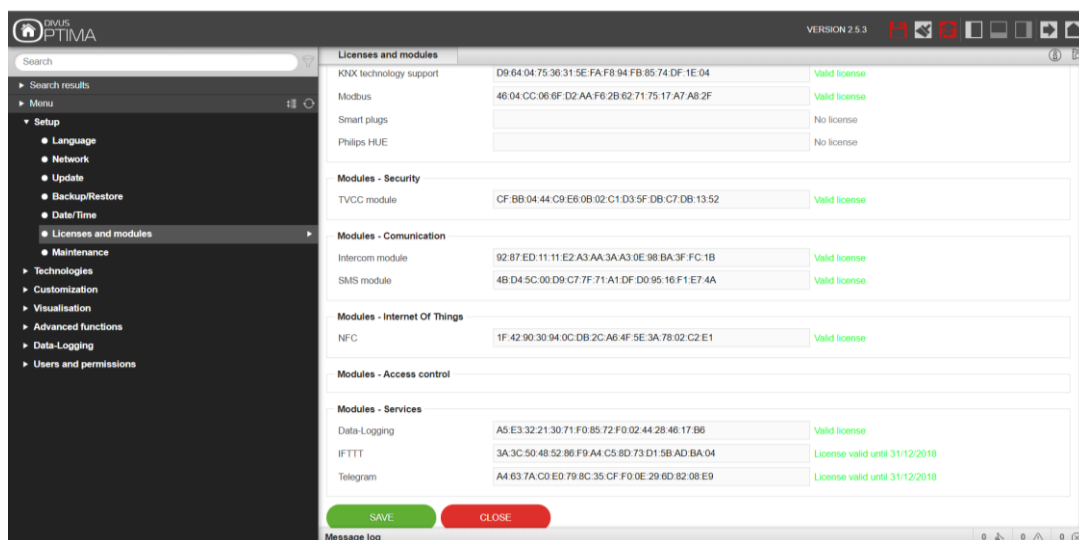 DIVUS
OPTIMA
VERSION 2.5.3
Search
Search results
Menu
Setup
Language
Network
Update
Backup/Restore
Date/Time
Licenses and modules
Maintenance
Technologies
Customization
Visualisation
Advanced functions
Data-Logging
Users and permissions
Licenses and modules
KNX technology support D9:64:04:75:36:31:5E:FA:F8:94:FB:85:74:DF:1E:04 Valid license
Modbus 46:04:CC:06:6F:D2:AA:F6:2B:62:71:75:17:A7:A8:2F Valid license
Smart plugs No license
Philips HUE No license
Modules - Security
TVCC module CF:BB:04:44:C9:E6:0B:02:C1:D3:5F:DB:C7:DB:13:52 Valid license
Modules - Comunication
Intercom module 92:87:ED:11:11:E2:A3:AA:3A:A3:0E:98:BA:3F:FC:1B Valid license
SMS module 4B:D4:5C:00:D9:C7:7F:71:A1:DF:D0:95:16:F1:E7:4A Valid license
Modules - Internet Of Things
NFC 1F:42:90:30:94:0C:DB:2C:A6:4F:5E:3A:78:02:C2:E1 Valid license
Modules - Access control
Modules - Services
Data-Logging A5:E3:32:21:30:71:F0:85:72:F0:02:44:28:46:17:B6 Valid license
IFTTT 3A:3C:50:48:52:86:F9:A4:C5:8D:73:D1:5B:AD:BA:04 License valid until 31/12/2018
Telegram A4:63:7A:C0:E0:79:8C:35:CF:F0:0E:29:6D:82:08:E9 License valid until 31/12/2018
SAVE CLOSE
Message log 0 0 0